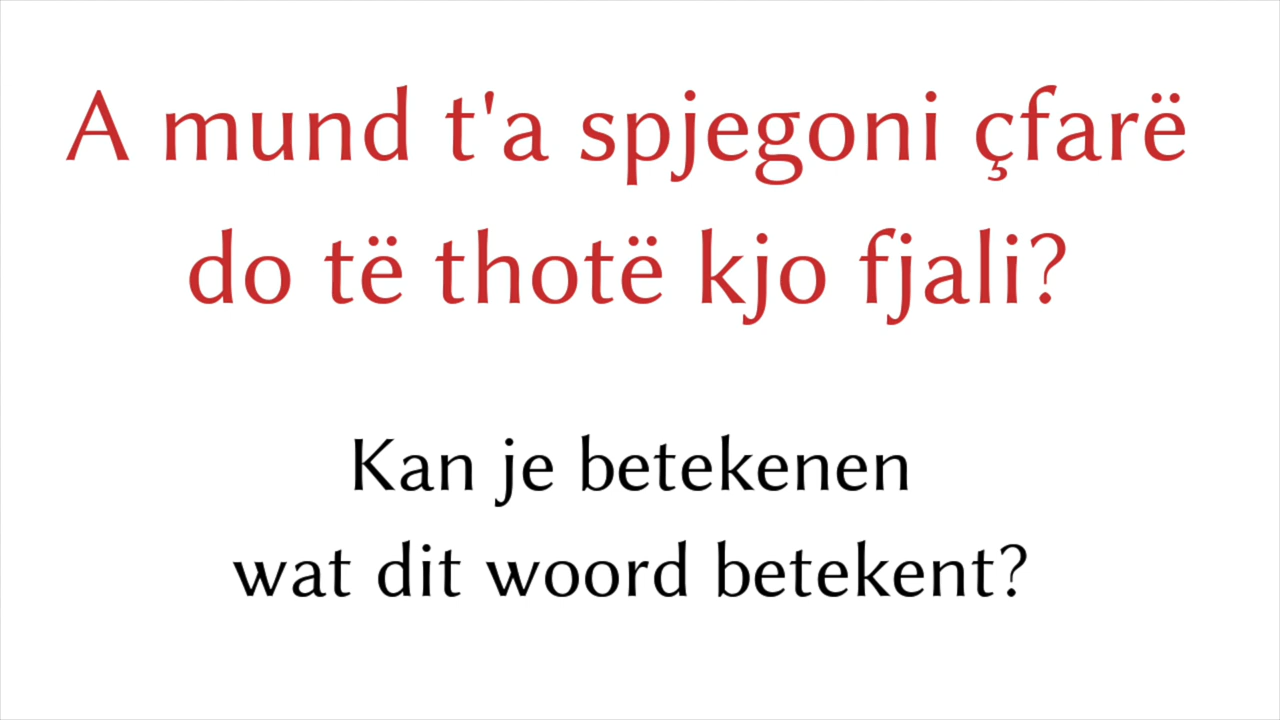 A mund t'a spjegoni çfarë
do të thotë kjo fjali?
Kan je betekenen
wat dit woord betekent?